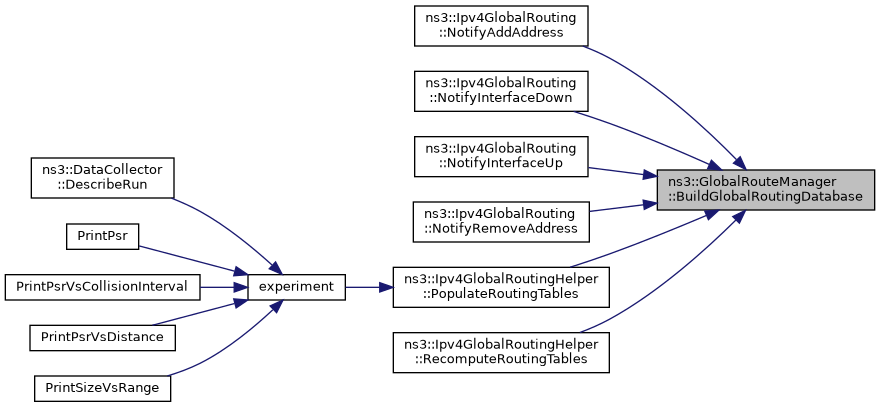 ns3::Ipv4GlobalRouting
::NotifyAddAddress
ns3::Ipv4GlobalRouting
::NotifyInterfaceDown
ns3::Ipv4GlobalRouting
::NotifyInterfaceUp
ns3::DataCollector
::DescribeRun
ns3::GlobalRouteManager
::BuildGlobalRoutingDatabase
ns3::Ipv4GlobalRouting
::NotifyRemoveAddress
PrintPsr
PrintPsrVsCollisionInterval
experiment
ns3::Ipv4GlobalRoutingHelper
::PopulateRoutingTables
PrintPsrVsDistance
ns3::Ipv4GlobalRoutingHelper
::RecomputeRoutingTables
PrintSizeVsRange